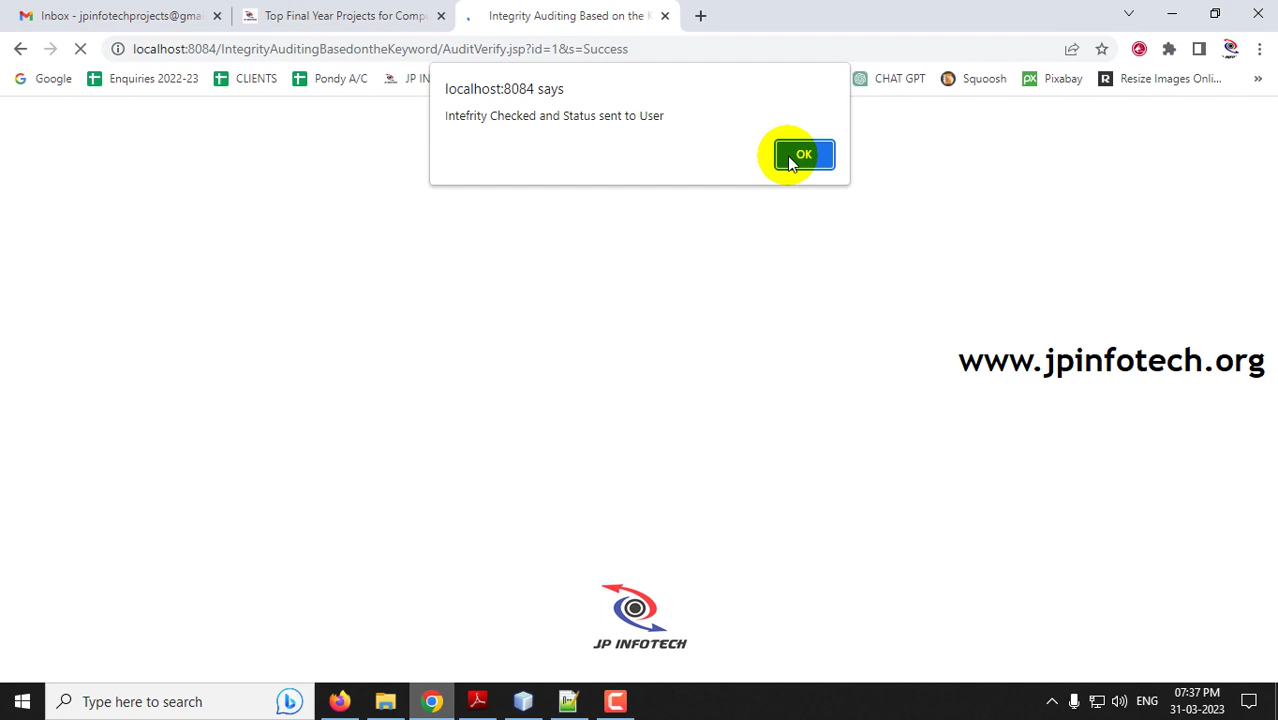 Inbox - jpinfotechprojects@gmai
Top Final Year Projects for Compu
Integrity Auditing Based on the K
localhost:8084/IntegrityAuditingBasedontheKeyword/AuditVerify.jsp?id=1&s=Success
Google
Enquiries 2022-23
CLIENTS
Pondy A/C
JP IN
CHAT GPT
Squoosh
Pixabay
Resize Images Onli...
localhost:8084 says
Intefrity Checked and Status sent to User
OK
www.jpinfotech.org
JP INFOTECH
Type here to search
ENG
07:37 PM
31-03-2023